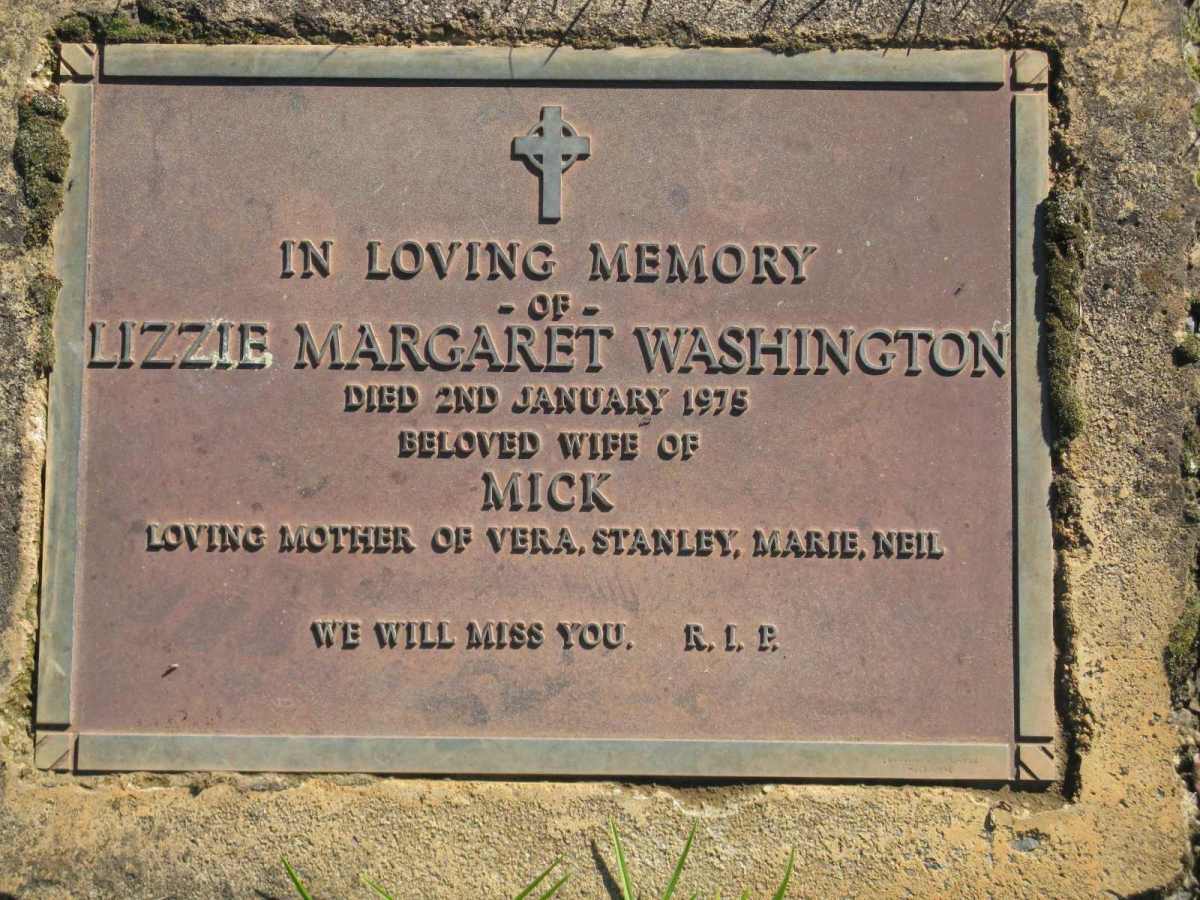 IN LOVING MEMORY
- OF -
LIZZIE MARGARET WASHINGTON
DIED 2ND JANUARY 1975
BELOVED WIFE OF
MICK
LOVING MOTHER OF VERA, STANLEY, MARIE, NEIL
WE WILL MISS YOU. R. I. P.